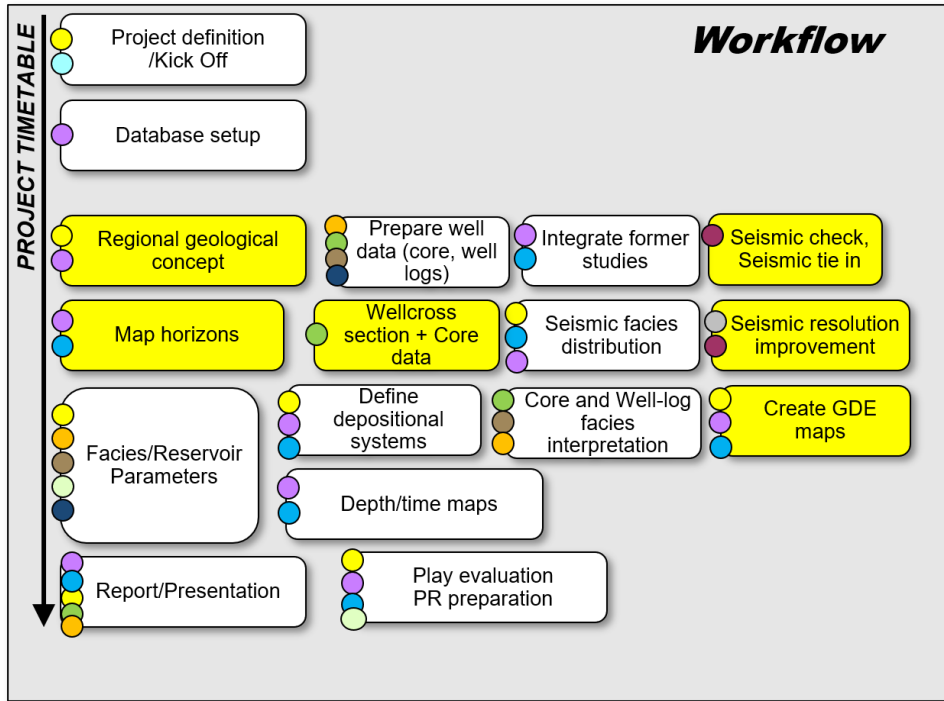 Workflow
PROJECT TIMETABLE
Project definition
/Kick Off
Database setup
Regional geological
concept
Prepare well
data (core, well
logs)
Integrate former
studies
Seismic check,
Seismic tie in
Map horizons
Wellcross
section + Core
data
Seismic facies
distribution
Seismic resolution
improvement
Facies/Reservoir
Parameters
Define
depositional
systems
Core and Well-log
facies
interpretation
Create GDE
maps
Depth/time maps
Report/Presentation
Play evaluation
PR preparation